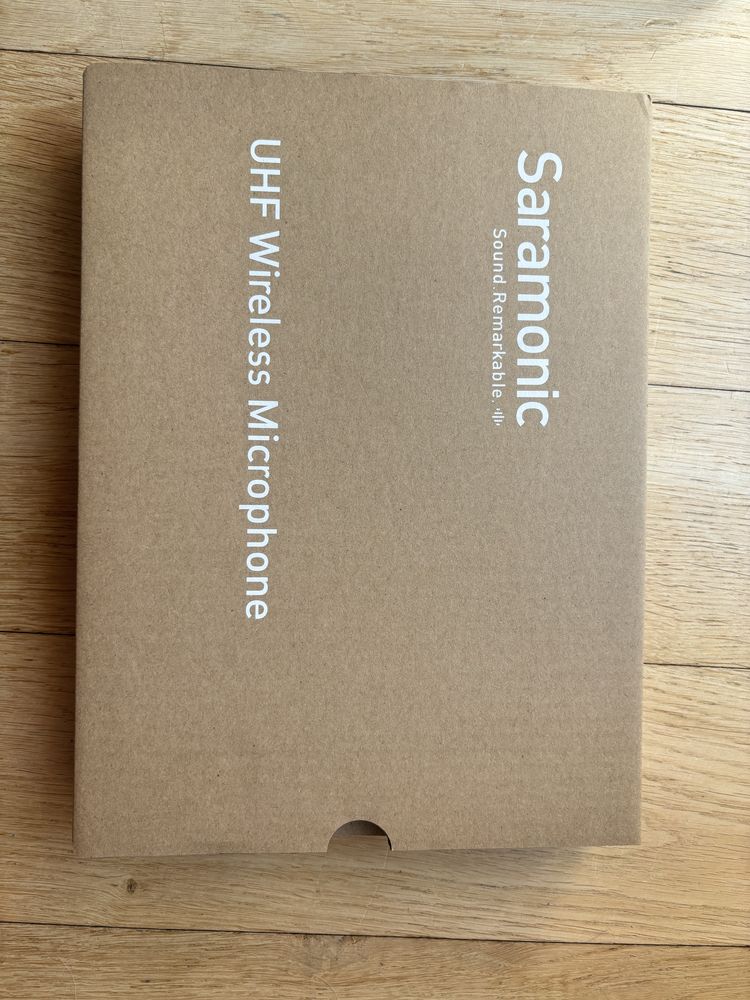 Saramonic
Sound.Remarkable.
UHF Wireless Microphone